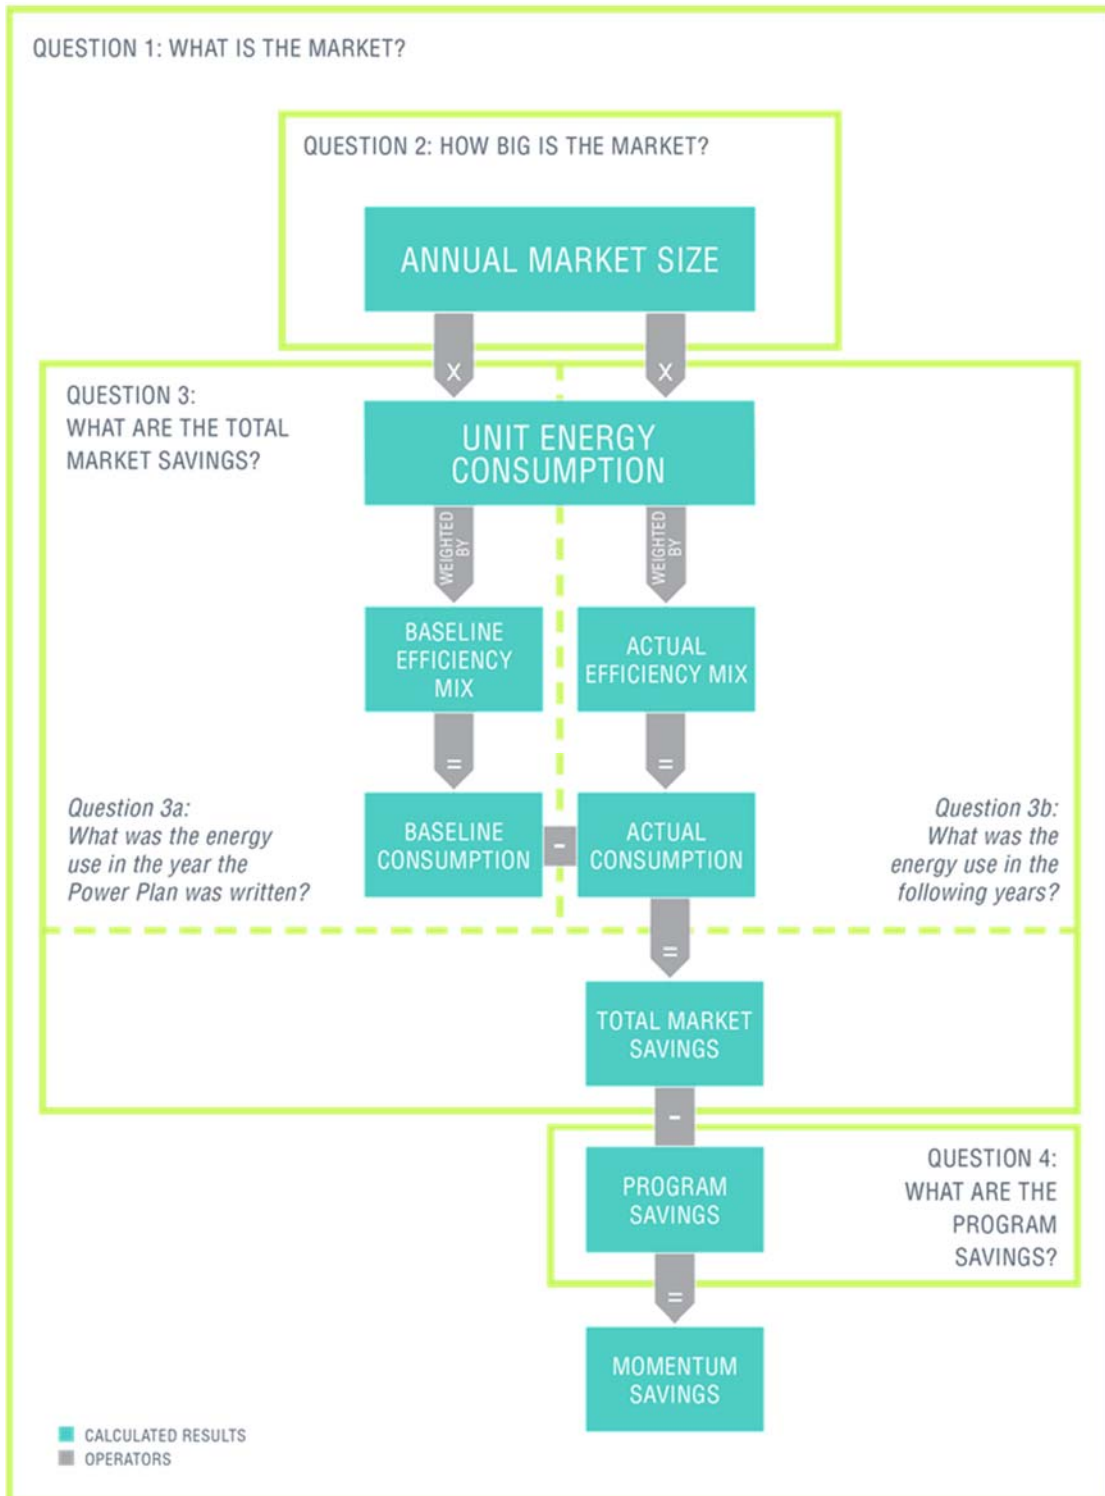 QUESTION 1: WHAT IS THE MARKET?
QUESTION 2: HOW BIG IS THE MARKET?
ANNUAL MARKET SIZE
X
X
QUESTION 3:
WHAT ARE THE TOTAL
MARKET SAVINGS?
UNIT ENERGY
CONSUMPTION
WEIGHTED
BY
WEIGHTED
BY
BASELINE
EFFICIENCY
MIX
ACTUAL
EFFICIENCY MIX
=
=
Question 3a:
What was the energy
use in the year the
Power Plan was written?
BASELINE
CONSUMPTION
-
ACTUAL
CONSUMPTION
Question 3b:
What was the
energy use in the
following years?
=
TOTAL MARKET
SAVINGS
-
PROGRAM
SAVINGS
QUESTION 4:
WHAT ARE THE
PROGRAM
SAVINGS?
=
MOMENTUM
SAVINGS
CALCULATED RESULTS
OPERATORS